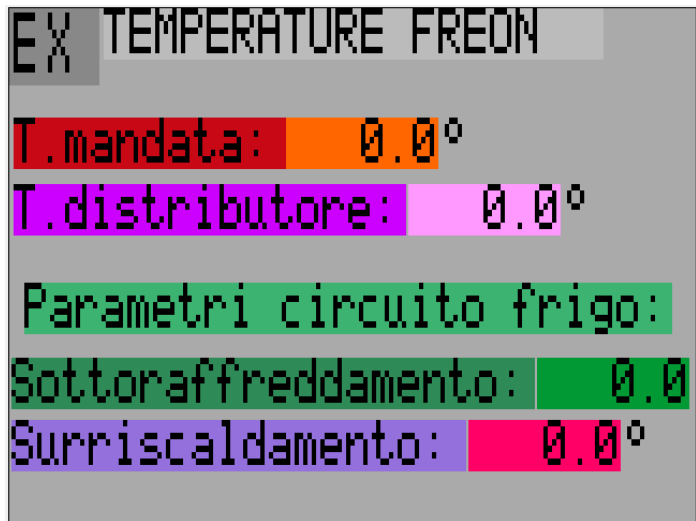 EX TEMPERATURE FREON
T.mandata: 0.0°
T.distributore: 0.0°
Parametri circuito frigo:
Sottoraffreddamento: 0.0
Surriscaldamento: 0.0°